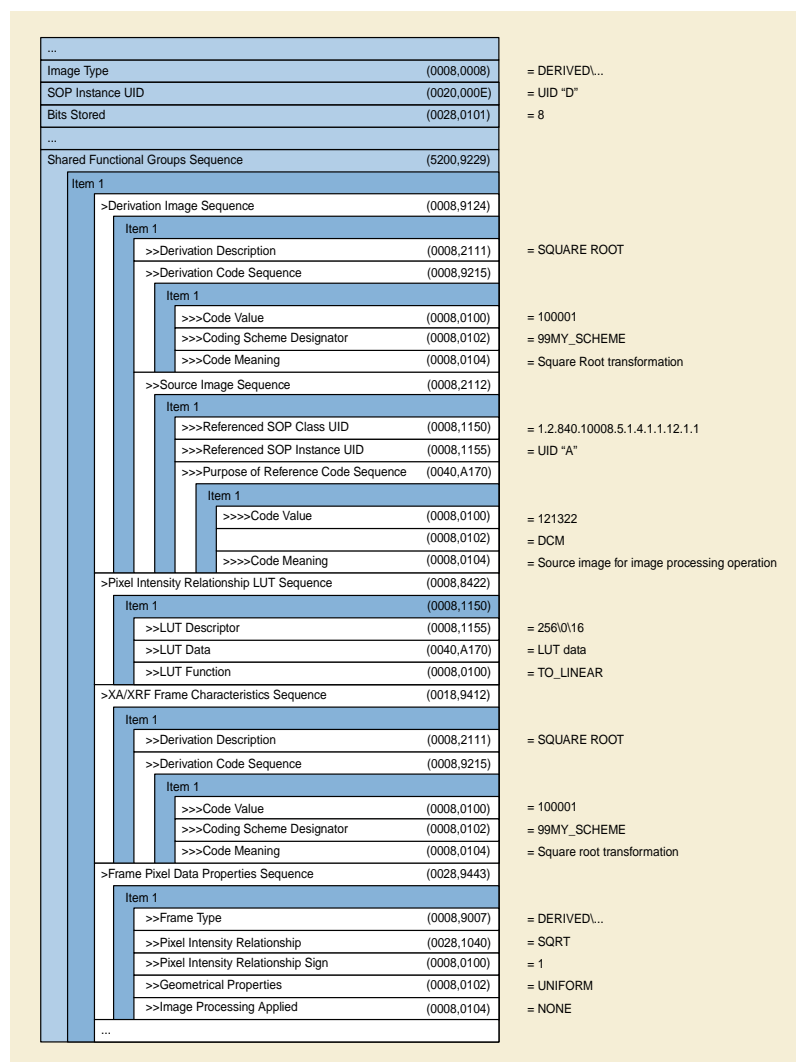 ...
Image Type (0008,0008) = DERIVED\...
SOP Instance UID (0020,000E) = UID “D”
Bits Stored (0028,0101) = 8
...
Shared Functional Groups Sequence (5200,9229)
Item 1
>Derivation Image Sequence (0008,9124)
Item 1
>>Derivation Description (0008,2111) = SQUARE ROOT
>>Derivation Code Sequence (0008,9215)
Item 1
>>>Code Value (0008,0100) = 100001
>>>Coding Scheme Designator (0008,0102) = 99MY_SCHEME
>>>Code Meaning (0008,0104) = Square Root transformation
>>Source Image Sequence (0008,2112)
Item 1
>>>Referenced SOP Class UID (0008,1150) = 1.2.840.10008.5.1.4.1.1.12.1.1
>>>Referenced SOP Instance UID (0008,1155) = UID “A”
>>>Purpose of Reference Code Sequence (0040,A170)
Item 1
>>>>Code Value (0008,0100) = 121322
(0008,0102) = DCM
>>>>Code Meaning (0008,0104) = Source image for image processing operation
>Pixel Intensity Relationship LUT Sequence (0008,8422)
Item 1 (0008,1150)
>>LUT Descriptor (0008,1155) = 256\0\16
>>LUT Data (0040,A170) = LUT data
>>LUT Function (0008,0100) = TO_LINEAR
>XA/XRF Frame Characteristics Sequence (0018,9412)
Item 1
>>Derivation Description (0008,2111) = SQUARE ROOT
>>Derivation Code Sequence (0008,9215)
Item 1
>>>Code Value (0008,0100) = 100001
>>>Coding Scheme Designator (0008,0102) = 99MY_SCHEME
>>>Code Meaning (0008,0104) = Square root transformation
>Frame Pixel Data Properties Sequence (0028,9443)
Item 1
>>Frame Type (0008,9007) = DERIVED\...
>>Pixel Intensity Relationship (0028,1040) = SQRT
>>Pixel Intensity Relationship Sign (0008,0100) = 1
>>Geometrical Properties (0008,0102) = UNIFORM
>>Image Processing Applied (0008,0104) = NONE
...